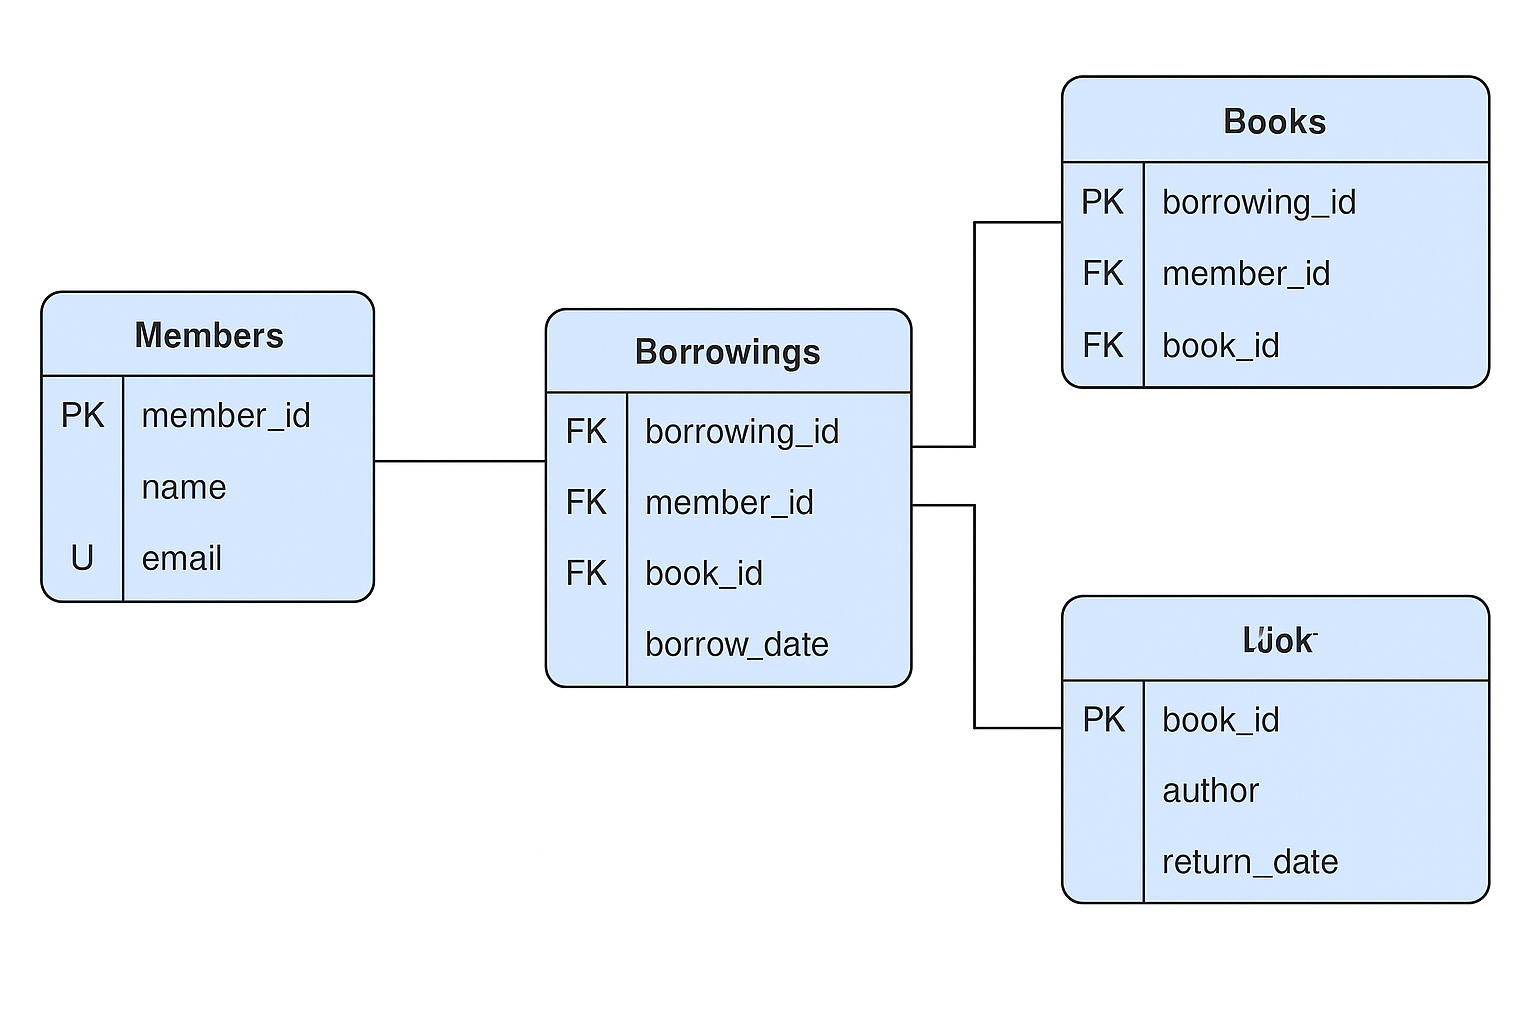 Members
PK member_id
name
U email
Borrowings
FK borrowing_id
FK member_id
FK book_id
borrow_date
Books
PK borrowing_id
FK member_id
FK book_id
PK book_id
author
return_date